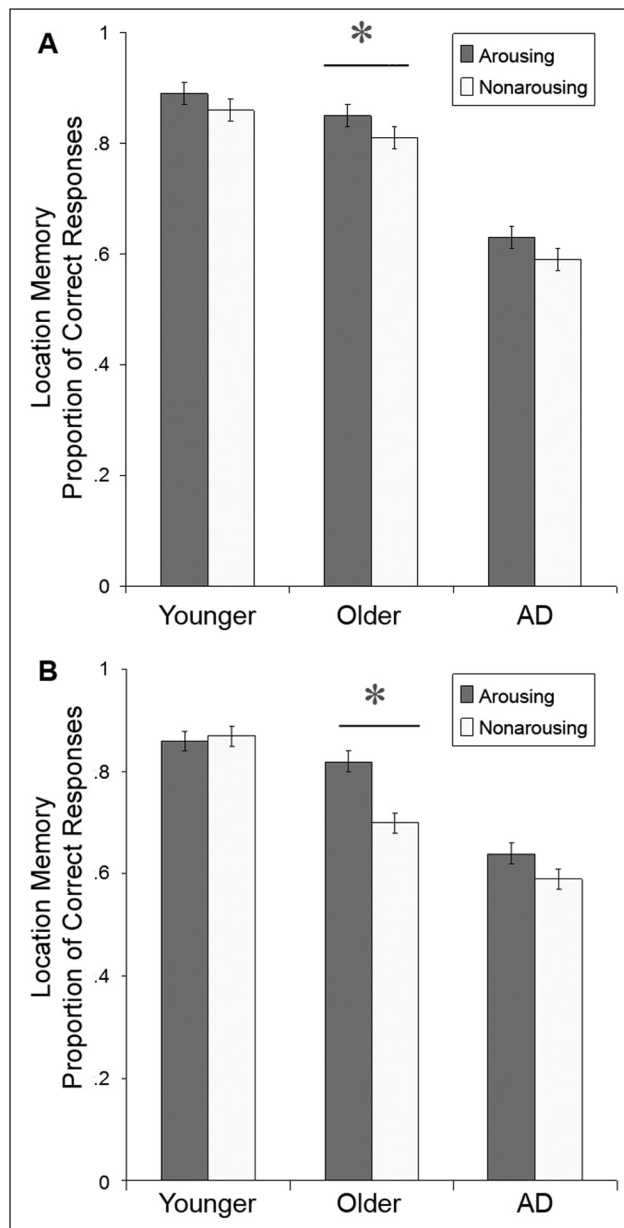 A
*
Arousing
Nonarousing
Location Memory
Proportion of Correct Responses
1
.8
.6
.4
.2
0
Younger Older AD
B
*
Arousing
Nonarousing
Location Memory
Proportion of Correct Responses
1
.8
.6
.4
.2
0
Younger Older AD